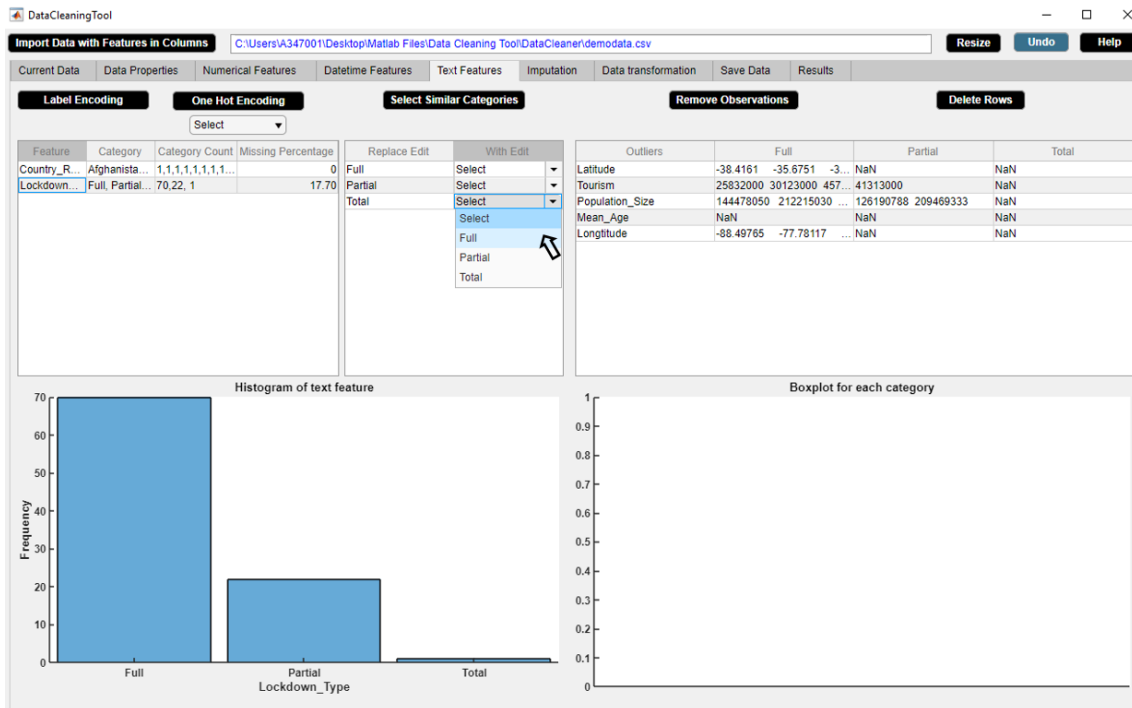 DataCleaningTool
Import Data with Features in Columns C:\Users\A347001\Desktop\Matlab Files\Data Cleaning Tool\DataCleaner\demodata.csv Resize Undo Help
Current Data Data Properties Numerical Features Datetime Features Text Features Imputation Data transformation Save Data Results
Label Encoding One Hot Encoding Select Similar Categories Remove Observations Delete Rows
Select
Feature Category Category Count Missing Percentage Replace Edit With Edit Outliers Full Partial Total
Country_R... Afghanista... 1,1,1,1,1,1,1,1... 0 Full Select Latitude -38.4161 -35.6751 -3... NaN NaN
Lockdown... Full, Partial... 70,22, 1 17.70 Partial Select Tourism 25832000 30123000 457... 41313000 NaN
Total Select Population_Size 144478050 212215030 ... 126190788 209469333 NaN
Select Mean_Age NaN NaN NaN
Full Longtitude -88.49765 -77.78117 ... NaN NaN
Partial
Total
Histogram of text feature
70
60
50
40
30
20
10
0
Frequency
Full Partial Total
Lockdown_Type
Boxplot for each category
1
0.9
0.8
0.7
0.6
0.5
0.4
0.3
0.2
0.1
0